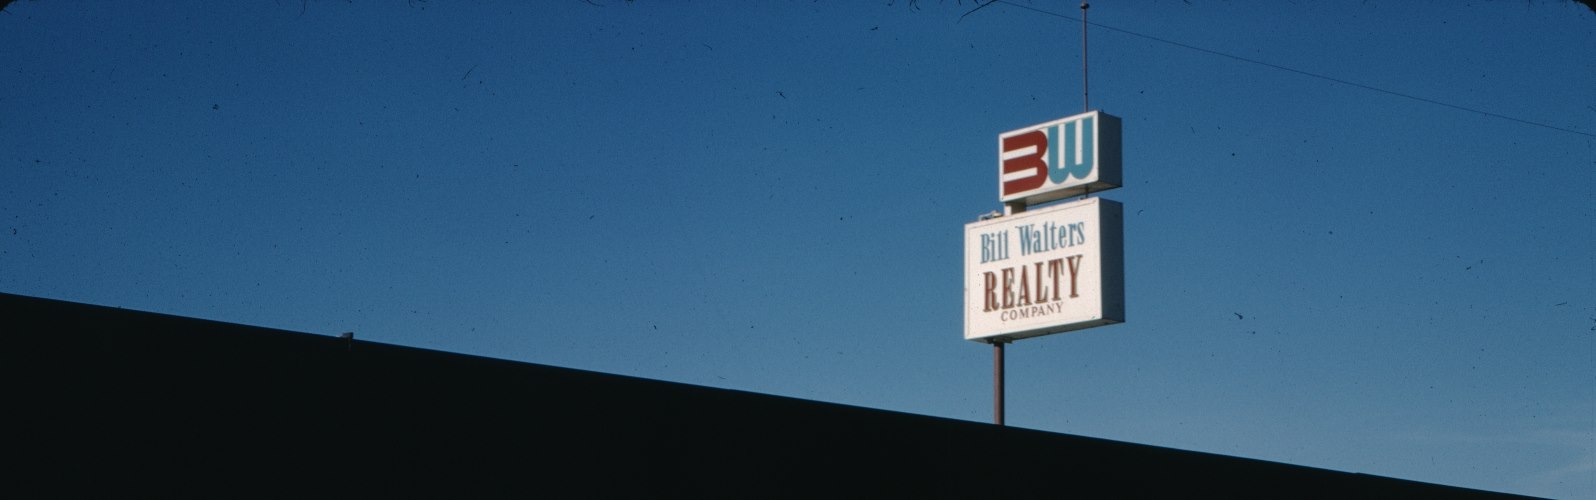 BW
Bill Walters
REALTY
COMPANY